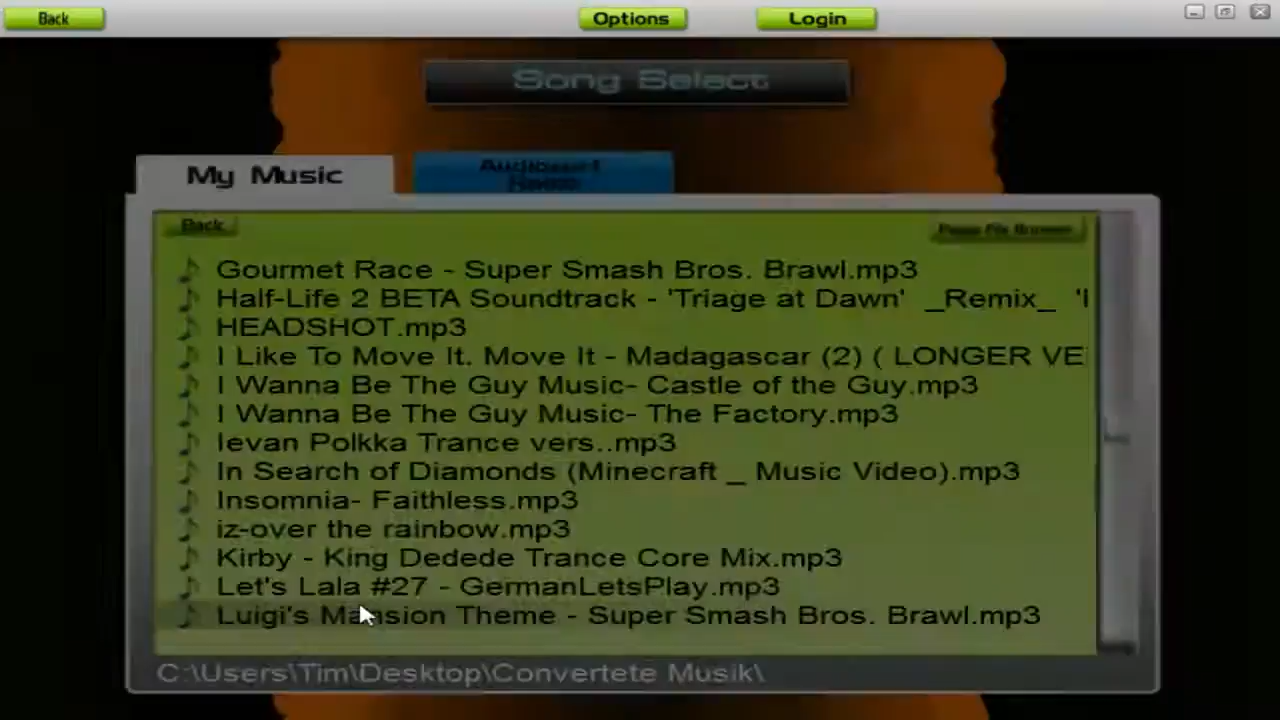 Back
Options
Login
Song Select
My Music
Audiosurf
Radio
Back
Popup File Browser
Gourmet Race - Super Smash Bros. Brawl.mp3
Half-Life 2 BETA Soundtrack - 'Triage at Dawn' _Remix_
HEADSHOT.mp3
I Like To Move It. Move It - Madagascar (2) ( LONGER VE
I Wanna Be The Guy Music- Castle of the Guy.mp3
I Wanna Be The Guy Music- The Factory.mp3
Ievan Polkka Trance vers..mp3
In Search of Diamonds (Minecraft _ Music Video).mp3
Insomnia- Faithless.mp3
iz-over the rainbow.mp3
Kirby - King Dedede Trance Core Mix.mp3
Let's Lala #27 - GermanLetsPlay.mp3
Luigi's Mansion Theme - Super Smash Bros. Brawl.mp3
C:\Users\Tim\Desktop\Convertete Musik\